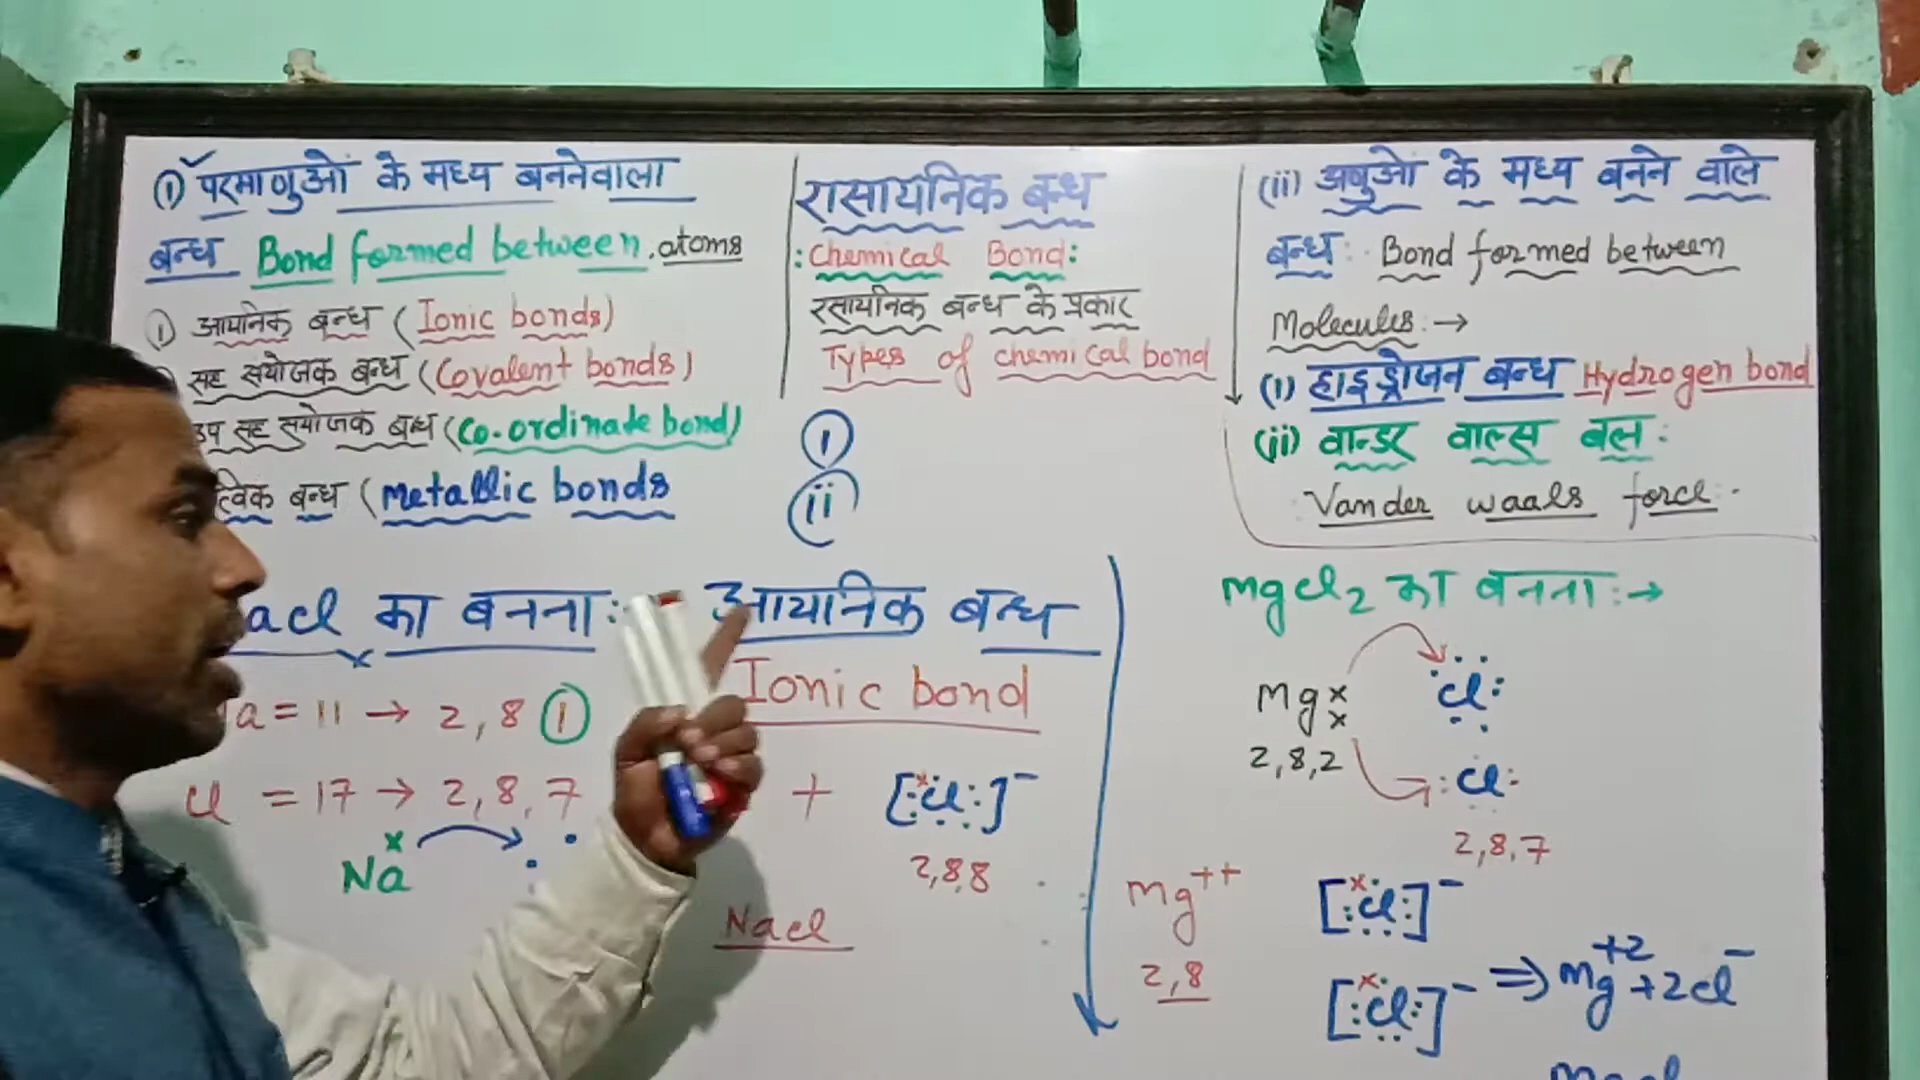 (i) परमाणुओं के मध्य बननेवाला
बन्ध Bond formed between atoms
① आयनिक बन्ध (Ionic bonds)
सह संयोजक बन्ध (Covalent bonds)
उप सह संयोजक बन्ध (Co-ordinate bond)
त्विक बन्ध (Metallic bonds
रासायनिक बन्ध
:Chemical Bond:
रसायनिक बन्ध के प्रकार
Types of chemical bond
(i)
(ii)
(ii) अणुओं के मध्य बनने वाले
बन्ध: Bond formed between
Molecules: →
(i) हाइड्रोजन बन्ध Hydrogen bond
(ii) वान्डर वाल्स बल:
Vander waals force.
acl का बनना:
आयनिक बन्ध
Ionic bond
a = 11 → 2, 8 ①
Cl = 17 → 2, 8, 7
Na
+ [Cl]⁻
2,8,8
Nacl
Mgcl₂ का बनना: →
Mg Cl
2,8,2
Cl
2,8,7
Mg⁺⁺ [Cl]⁻
2,8
[Cl]⁻ ⇒ Mg⁺² + 2Cl⁻